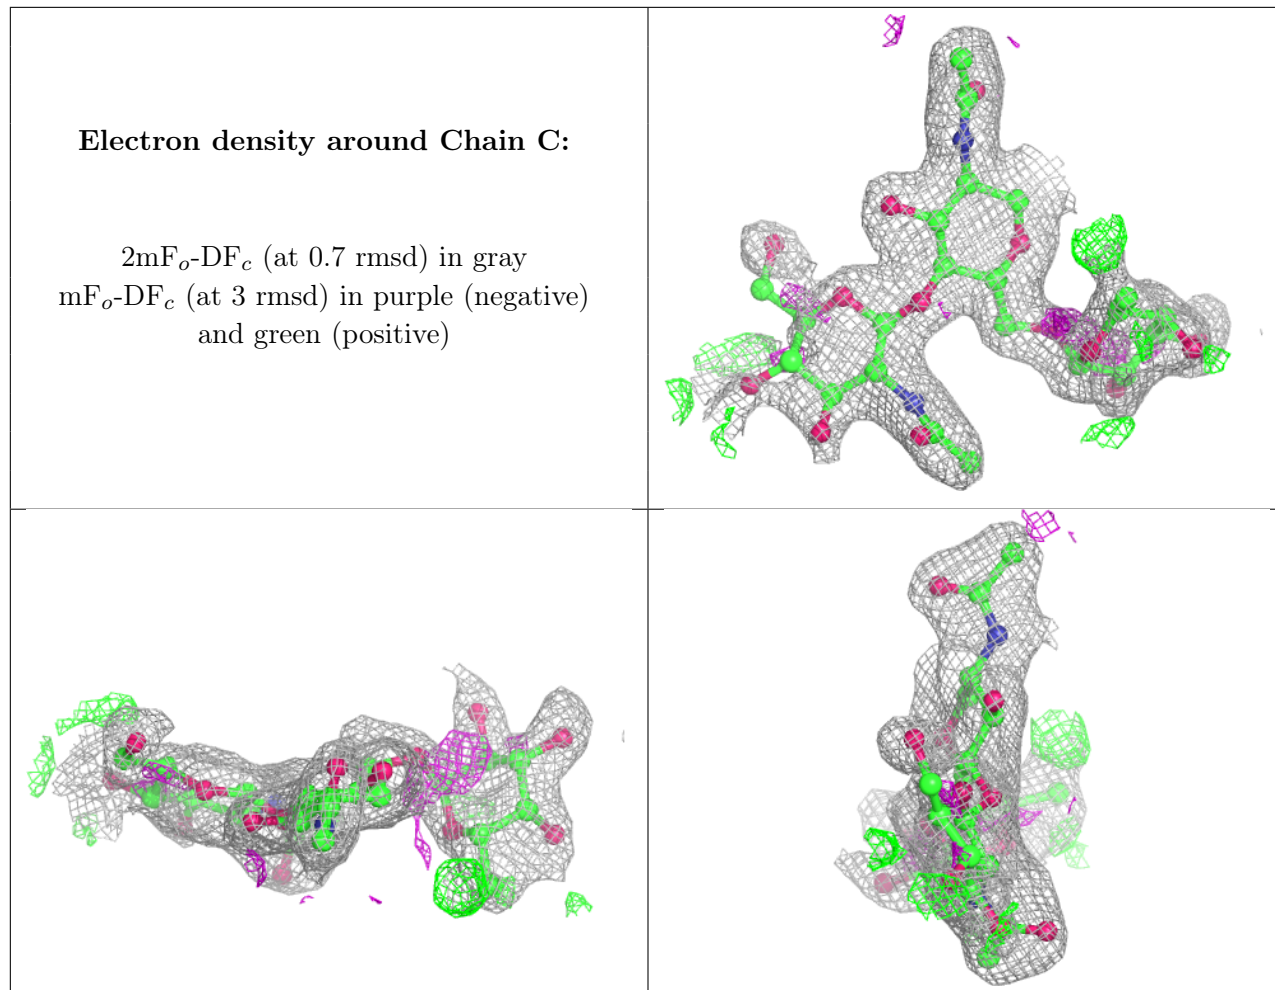 Electron density around Chain C:
2mFo-DFc (at 0.7 rmsd) in gray
mFo-DFc (at 3 rmsd) in purple (negative)
and green (positive)